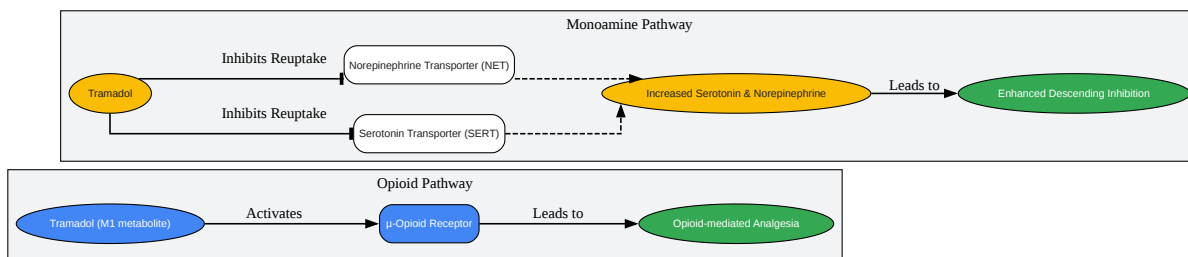 Monoamine Pathway
Inhibits Reuptake
Norepinephrine Transporter (NET)
Tramadol
Increased Serotonin & Norepinephrine
Leads to
Enhanced Descending Inhibition
Inhibits Reuptake
Serotonin Transporter (SERT)
Opioid Pathway
Tramadol (M1 metabolite)
Activates
μ-Opioid Receptor
Leads to
Opioid-mediated Analgesia